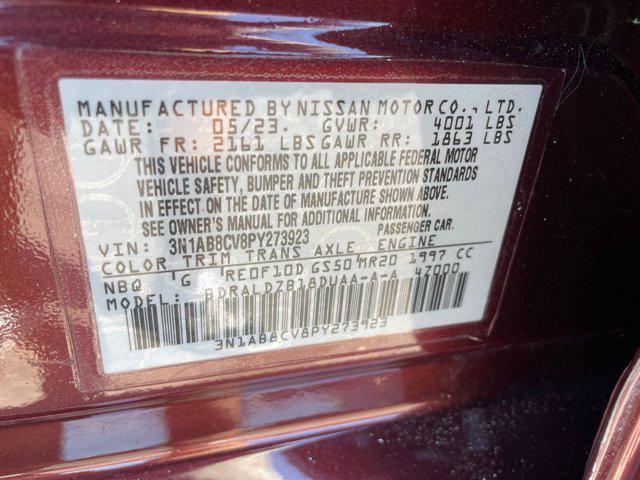 MANUFACTURED BY NISSAN MOTOR CO., LTD.
DATE: 05/23. GVWR: 4001 LBS
GAWR FR: 2161 LBS GAWR RR: 1863 LBS
THIS VEHICLE CONFORMS TO ALL APPLICABLE FEDERAL MOTOR
VEHICLE SAFETY, BUMPER AND THEFT PREVENTION STANDARDS
IN EFFECT ON THE DATE OF MANUFACTURE SHOWN ABOVE.
SEE OWNER'S MANUAL FOR ADDITIONAL INFORMATION.
VIN: 3N1AB8CV8PY273923 PASSENGER CAR.
COLOR TRIM TRANS AXLE ENGINE
NBQ G RE0F10D GS50 MR20 1997 CC
MODEL: BDRALDZB18DUAA-A-A 47000
3N1AB8CV8PY273923